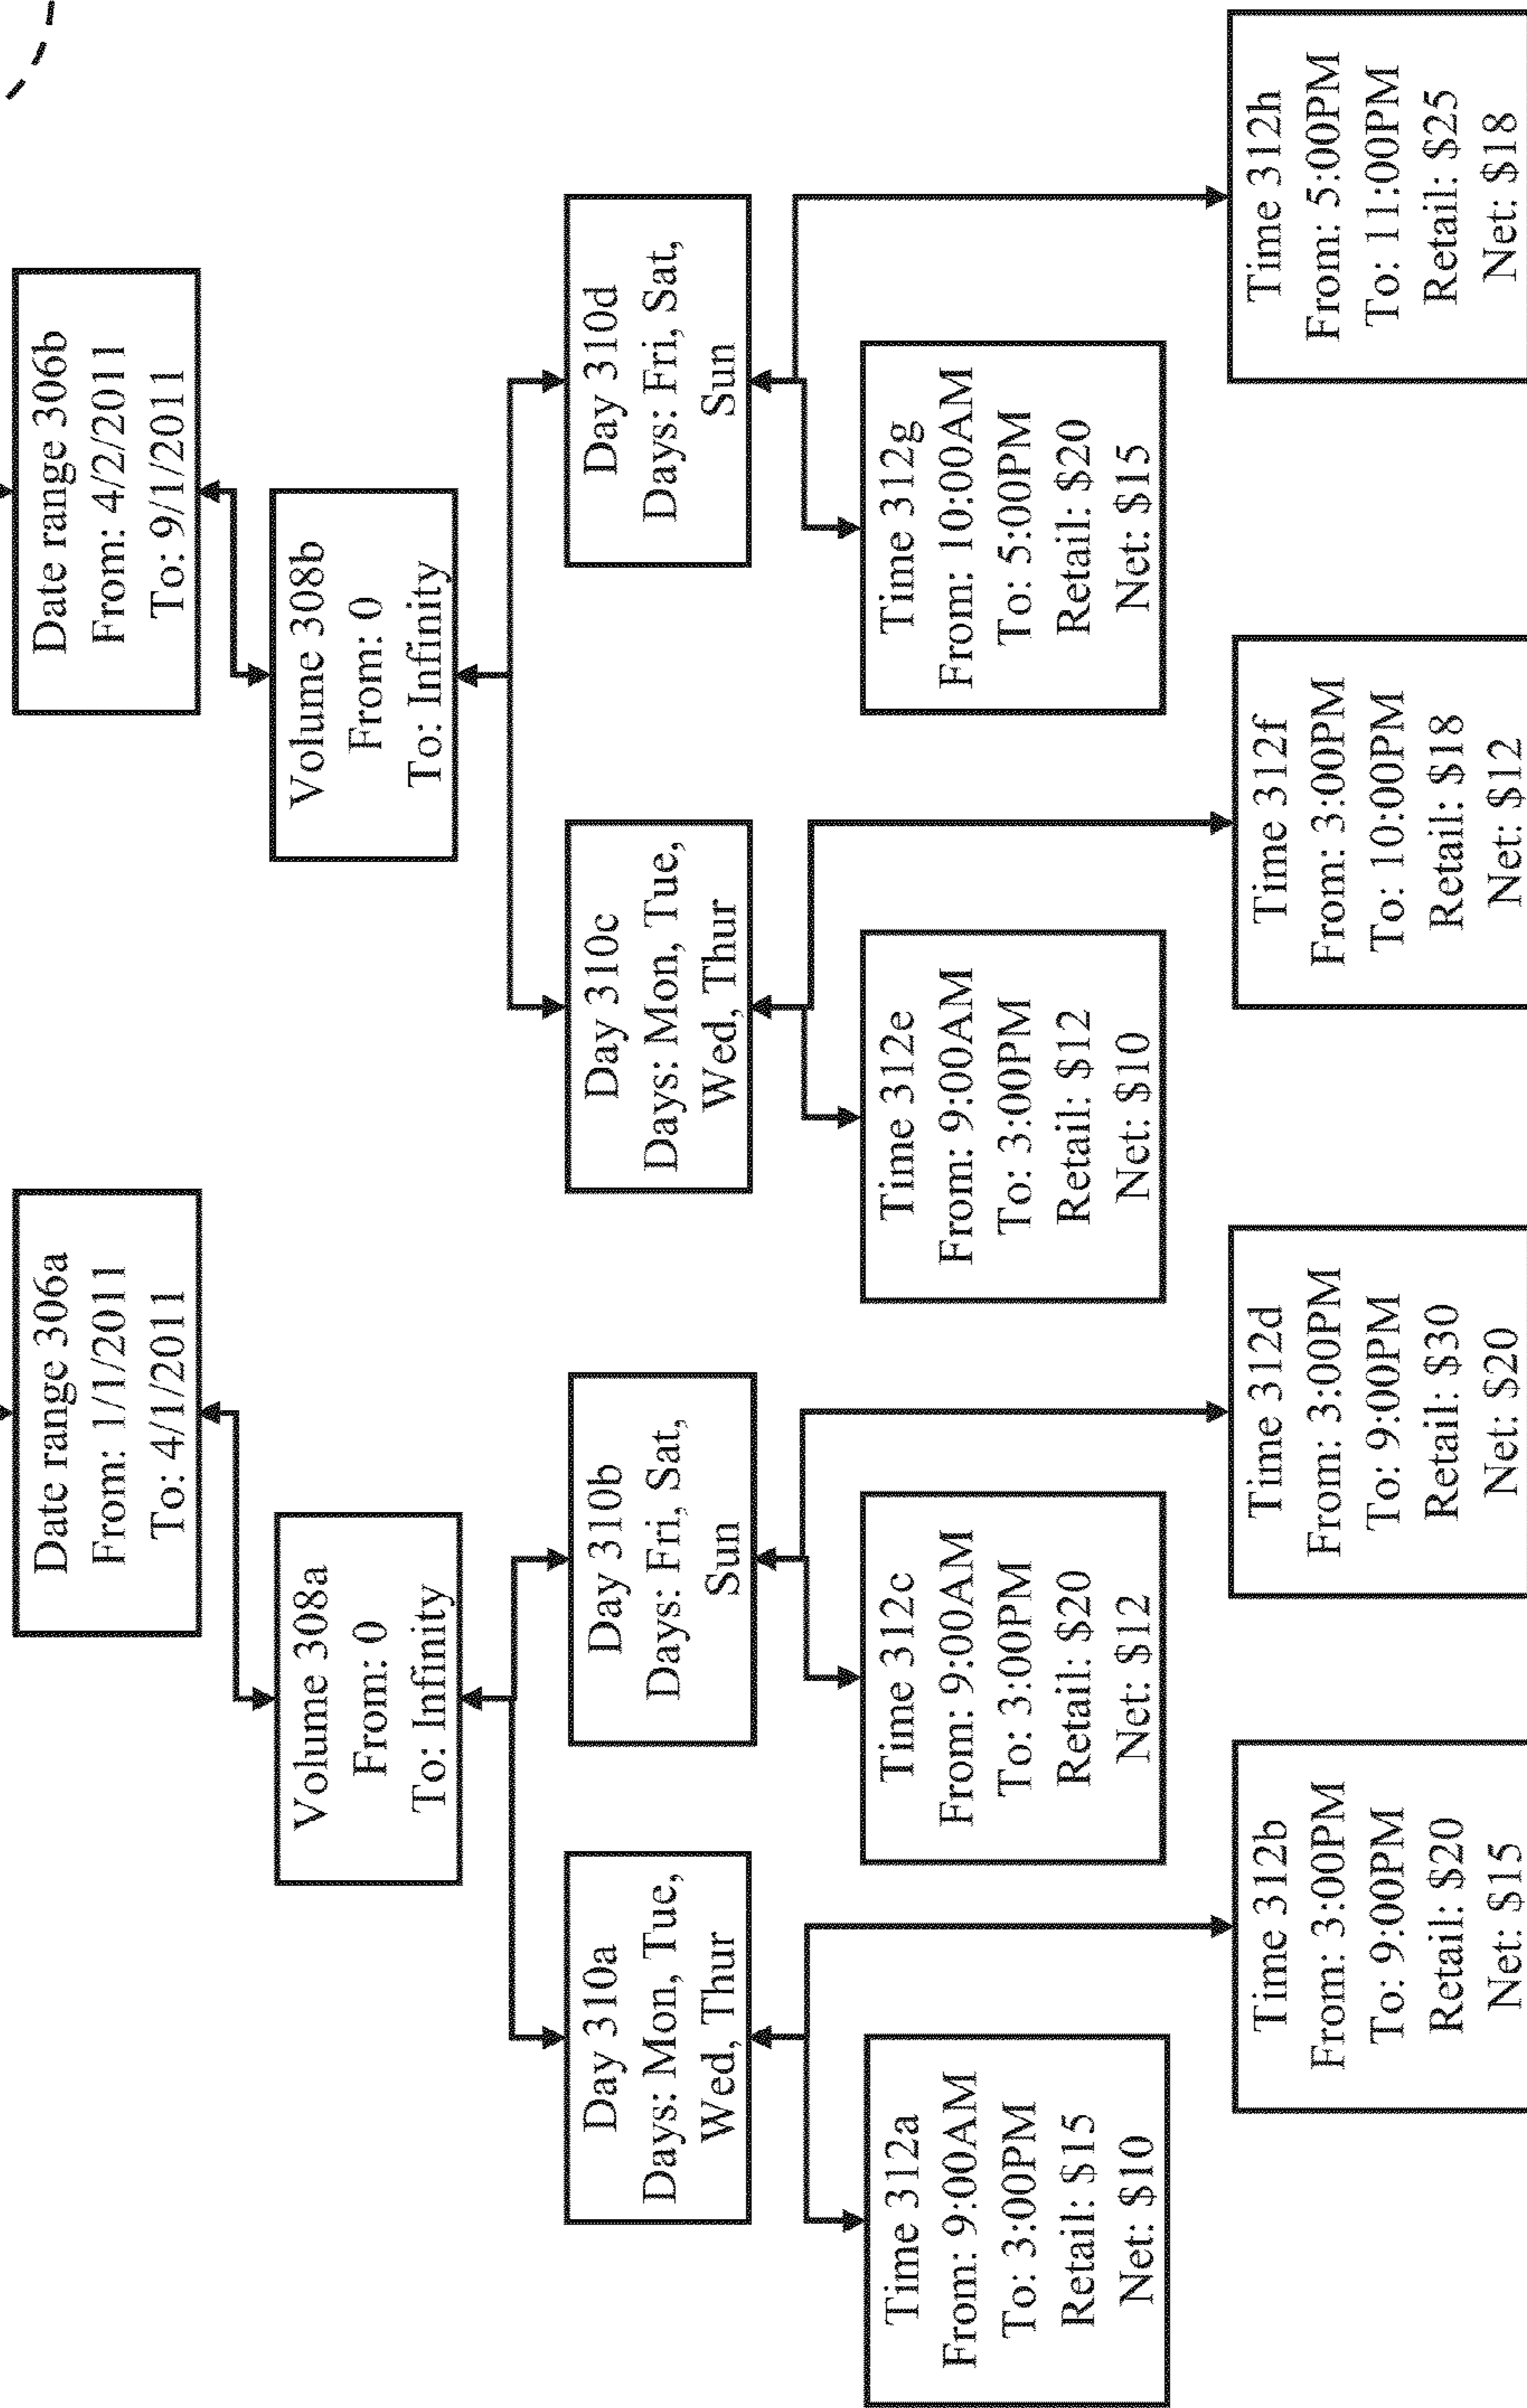 Date range 306a
From: 1/1/2011
To: 4/1/2011
Date range 306b
From: 4/2/2011
To: 9/1/2011
Volume 308a
From: 0
To: Infinity
Volume 308b
From: 0
To: Infinity
Day 310a
Days: Mon, Tue,
Wed, Thur
Day 310b
Days: Fri, Sat,
Sun
Day 310c
Days: Mon, Tue,
Wed, Thur
Day 310d
Days: Fri, Sat,
Sun
Time 312a
From: 9:00AM
To: 3:00PM
Retail: $15
Net: $10
Time 312c
From: 9:00AM
To: 3:00PM
Retail: $20
Net: $12
Time 312e
From: 9:00AM
To: 3:00PM
Retail: $12
Net: $10
Time 312g
From: 10:00AM
To: 5:00PM
Retail: $20
Net: $15
Time 312b
From: 3:00PM
To: 9:00PM
Retail: $20
Net: $15
Time 312d
From: 3:00PM
To: 9:00PM
Retail: $30
Net: $20
Time 312f
From: 3:00PM
To: 10:00PM
Retail: $18
Net: $12
Time 312h
From: 5:00PM
To: 11:00PM
Retail: $25
Net: $18